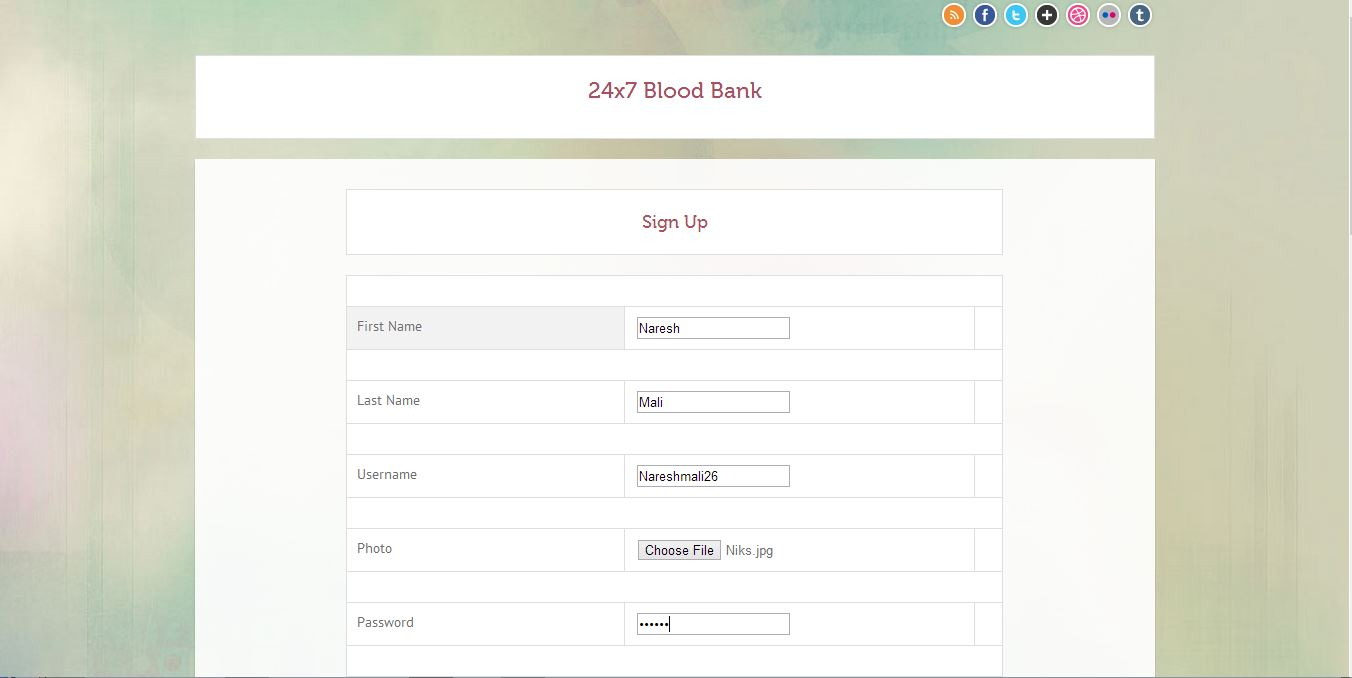 24x7 Blood Bank
Sign Up
First Name Naresh
Last Name Mali
Username Nareshmali26
Photo Choose File Niks.jpg
Password ••••••